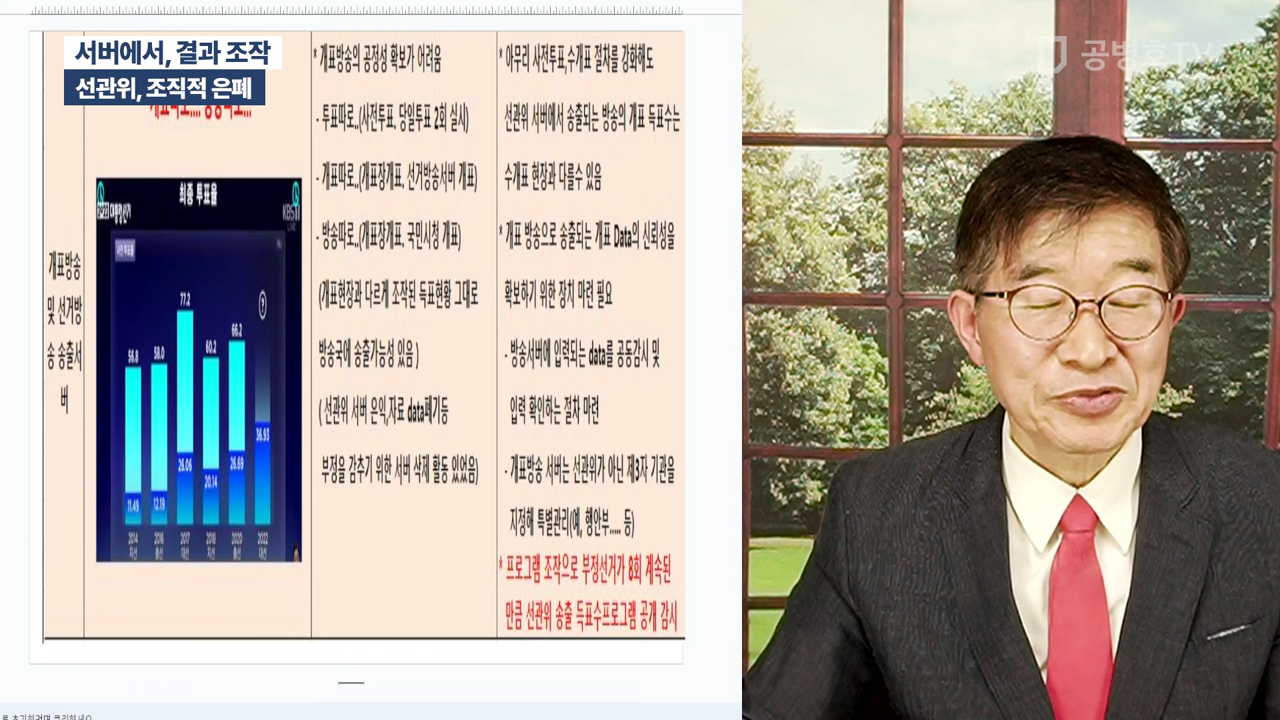 서버에서, 결과 조작
선관위, 조직적 은폐
공병호TV
개표방송
및 선거방
송 송출서
버
최종 투표율
KBS
56.8
58.0
77.2
60.2
66.2
11.49
12.19
26.06
20.14
26.69
36.93
2014
지선
2016
총선
2017
대선
2018
지선
2020
총선
2022
대선
* 개표방송의 공정성 확보가 어려움
- 투표따로..(사전투표, 당일투표 2회 실시)
- 개표따로..(개표장개표, 선거방송서버 개표)
- 방송따로..(개표장개표, 국민시청 개표)
(개표현장과 다르게 조작된 득표현황 그대로
방송국에 송출가능성 있음)
( 선관위 서버 은익,자료 data폐기등
부정을 감추기 위한 서버 삭제 활동 있었음)
* 아무리 사전투표,수개표 절차를 강화해도
선관위 서버에서 송출되는 방송의 개표 득표수는
수개표 현장과 다를수 있음
* 개표 방송으로 송출되는 개표 Data의 신뢰성을
확보하기 위한 장치 마련 필요
- 방송서버에 입력되는 data를 공동감시 및
입력 확인하는 절차 마련
- 개표방송 서버는 선관위가 아닌 제3자 기관을
지정해 특별관리(예, 행안부..... 등)
* 프로그램 조작으로 부정선거가 8회 계속된
만큼 선관위 송출 득표수프로그램 공개 감시